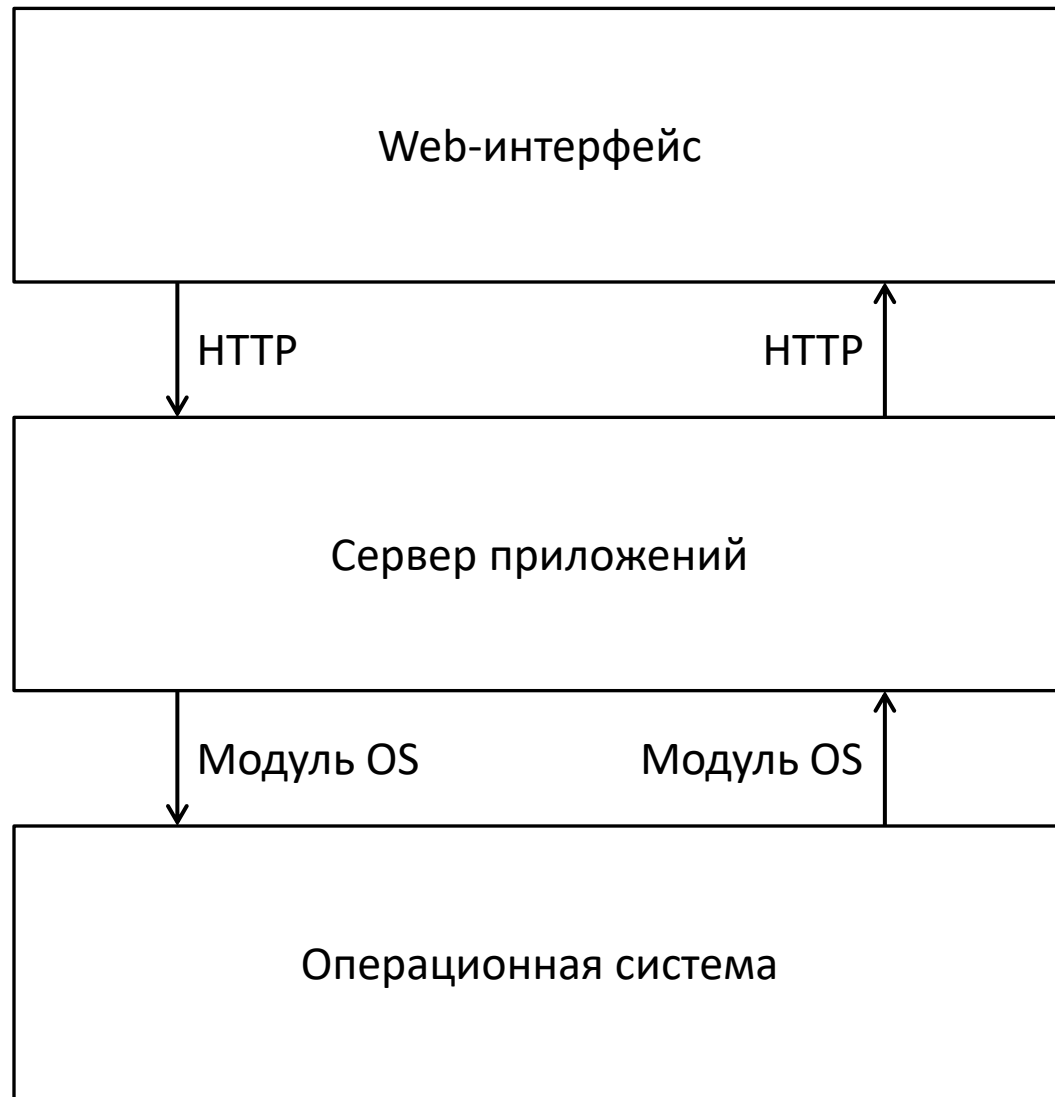 Web-интерфейс
HTTP
HTTP
Сервер приложений
Модуль OS
Модуль OS
Операционная система